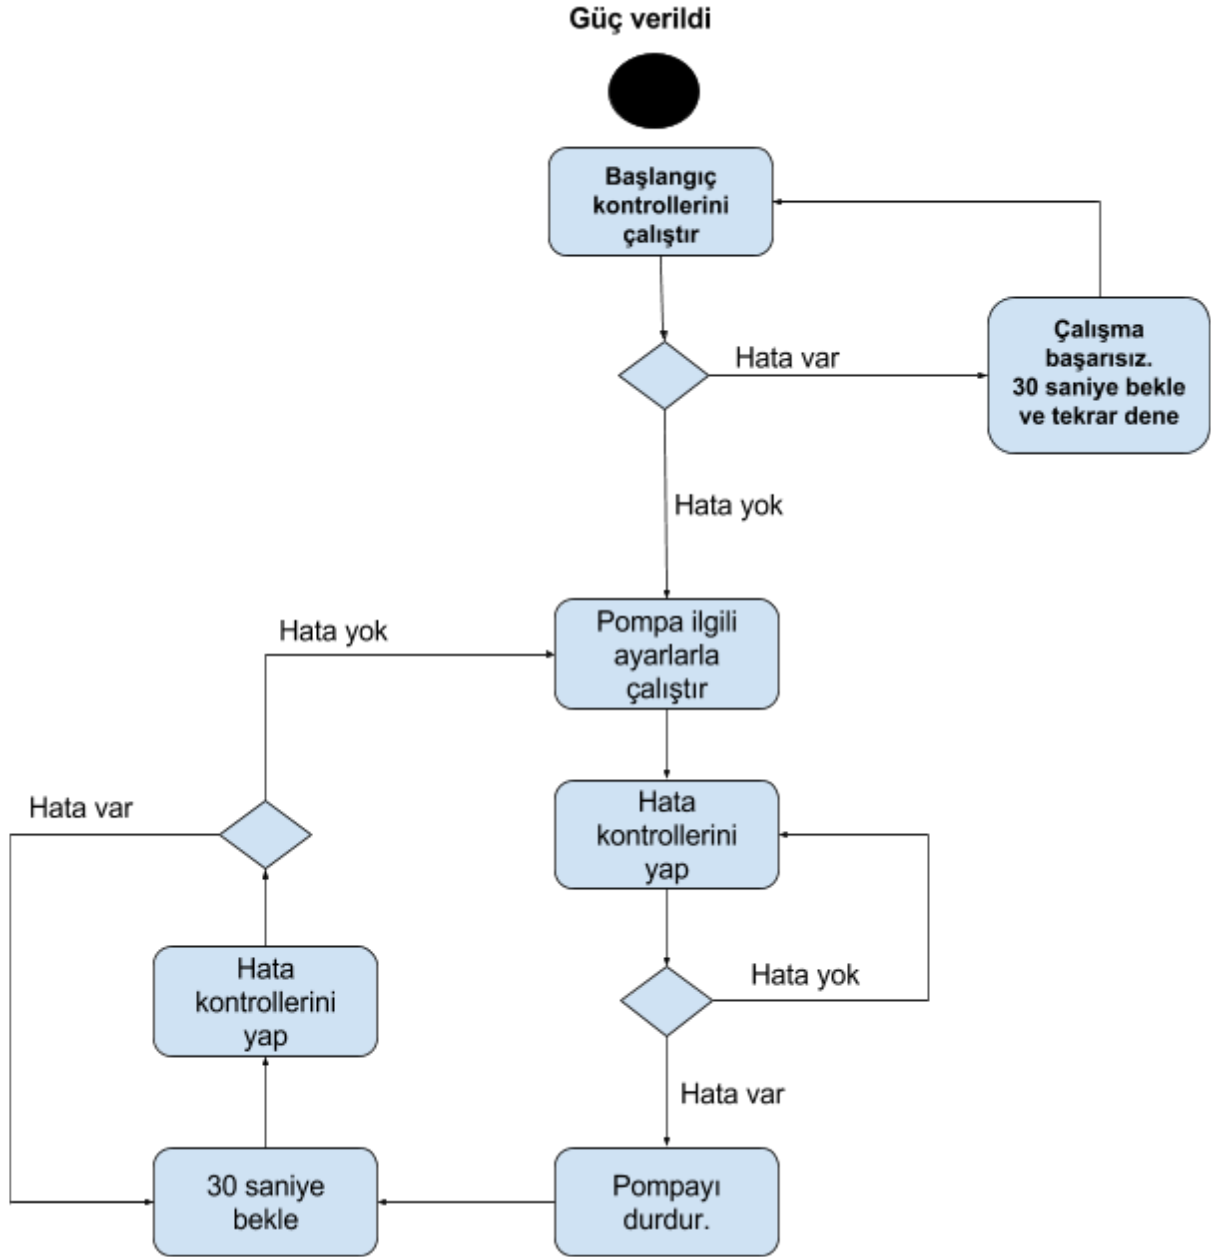 Güç verildi
Başlangıç
kontrollerini
çalıştır
Hata var
Çalışma
başarısız.
30 saniye bekle
ve tekrar dene
Hata yok
Pompa ilgili
ayarlarla
çalıştır
Hata yok
Hata var
Hata
kontrollerini
yap
Hata
kontrollerini
yap
Hata yok
Hata var
30 saniye
bekle
Pompayı
durdur.